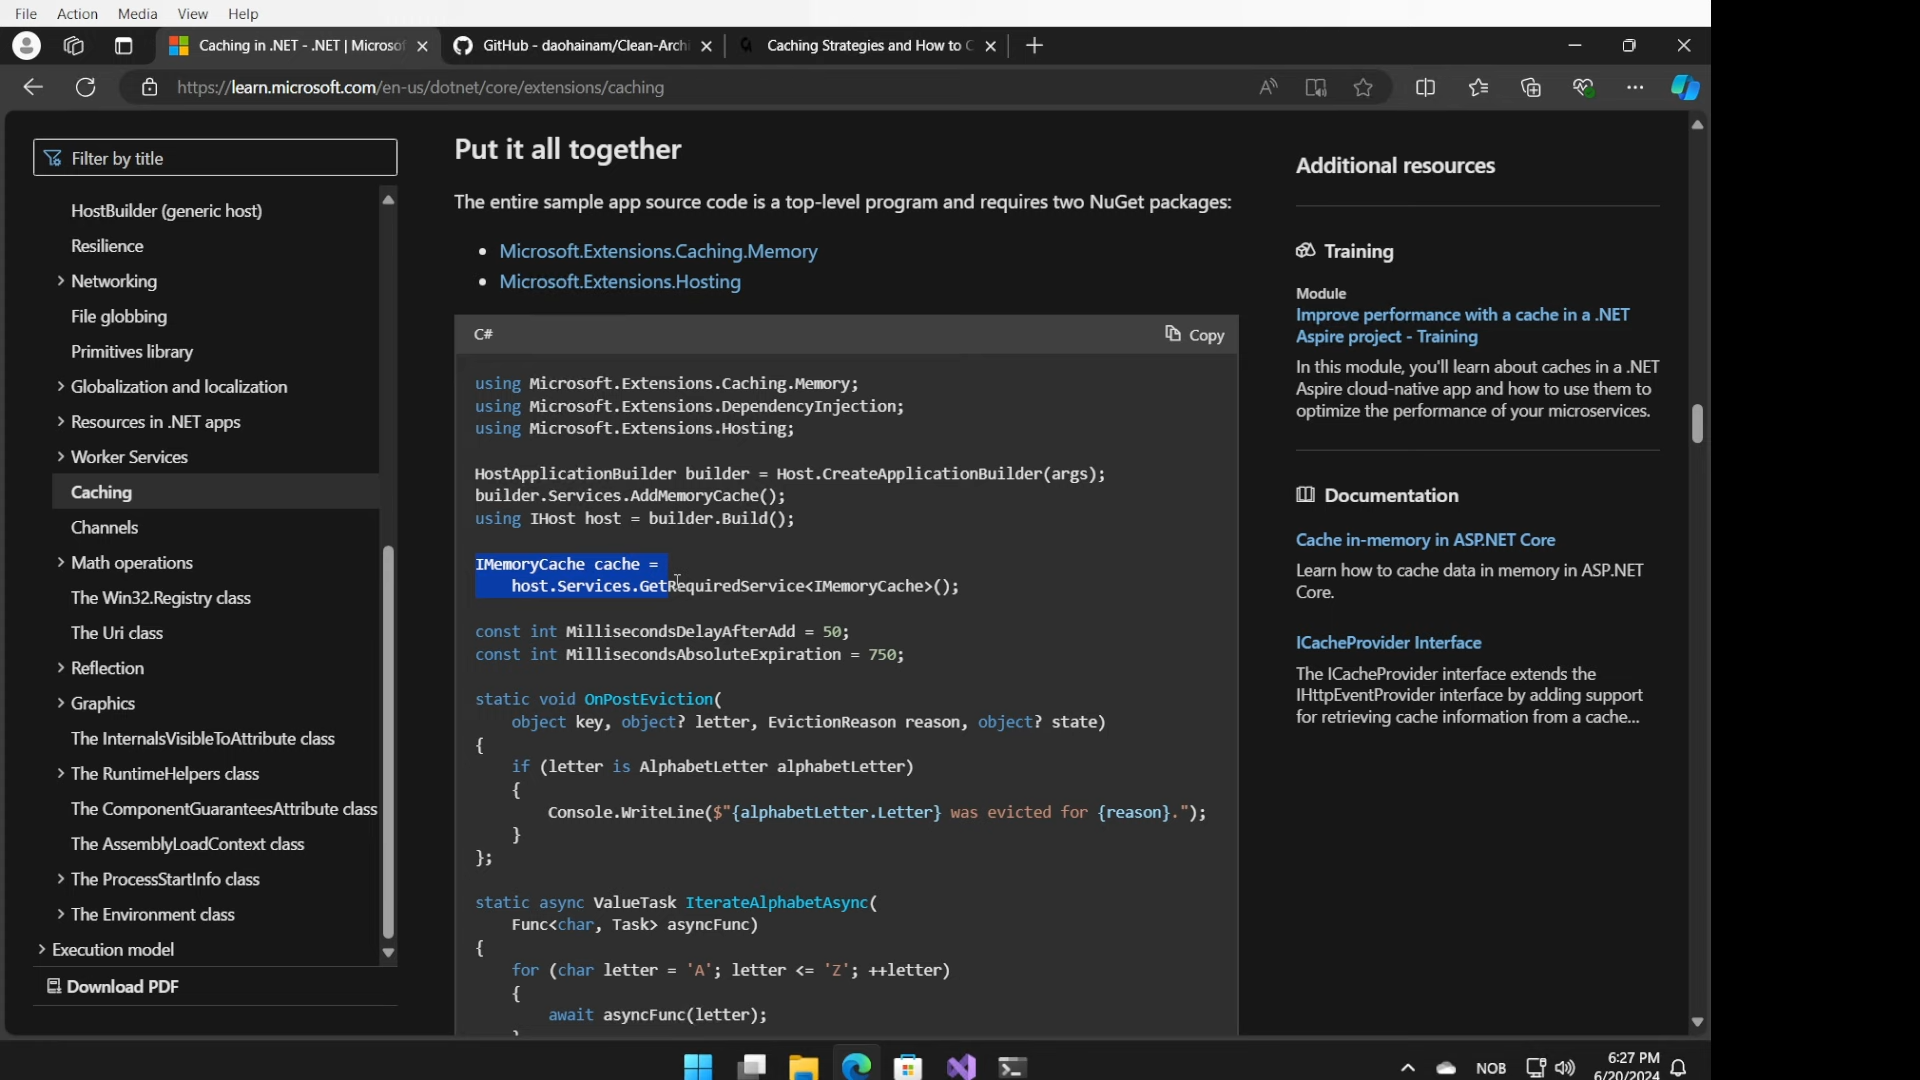 File Action Media View Help
Caching in .NET - .NET | Microsof
GitHub - daohainam/Clean-Archi
Caching Strategies and How to C
https://learn.microsoft.com/en-us/dotnet/core/extensions/caching
Filter by title
HostBuilder (generic host)
Resilience
Networking
File globbing
Primitives library
Globalization and localization
Resources in .NET apps
Worker Services
Caching
Channels
Math operations
The Win32.Registry class
The Uri class
Reflection
Graphics
The InternalsVisibleToAttribute class
The RuntimeHelpers class
The ComponentGuaranteesAttribute class
The AssemblyLoadContext class
The ProcessStartInfo class
The Environment class
Execution model
Download PDF
Put it all together
The entire sample app source code is a top-level program and requires two NuGet packages:
• Microsoft.Extensions.Caching.Memory
• Microsoft.Extensions.Hosting
C# Copy
using Microsoft.Extensions.Caching.Memory;
using Microsoft.Extensions.DependencyInjection;
using Microsoft.Extensions.Hosting;
HostApplicationBuilder builder = Host.CreateApplicationBuilder(args);
builder.Services.AddMemoryCache();
using IHost host = builder.Build();
IMemoryCache cache =
host.Services.GetRequiredService<IMemoryCache>();
const int MillisecondsDelayAfterAdd = 50;
const int MillisecondsAbsoluteExpiration = 750;
static void OnPostEviction(
object key, object? letter, EvictionReason reason, object? state)
{
if (letter is AlphabetLetter alphabetLetter)
{
Console.WriteLine($"{alphabetLetter.Letter} was evicted for {reason}.");
}
};
static async ValueTask IterateAlphabetAsync(
Func<char, Task> asyncFunc)
{
for (char letter = 'A'; letter <= 'Z'; ++letter)
{
await asyncFunc(letter);
}
Additional resources
Training
Module
Improve performance with a cache in a .NET
Aspire project - Training
In this module, you'll learn about caches in a .NET
Aspire cloud-native app and how to use them to
optimize the performance of your microservices.
Documentation
Cache in-memory in ASP.NET Core
Learn how to cache data in memory in ASP.NET
Core.
ICacheProvider Interface
The ICacheProvider interface extends the
IHttpEventProvider interface by adding support
for retrieving cache information from a cache...
NOB
6:27 PM
6/20/2024